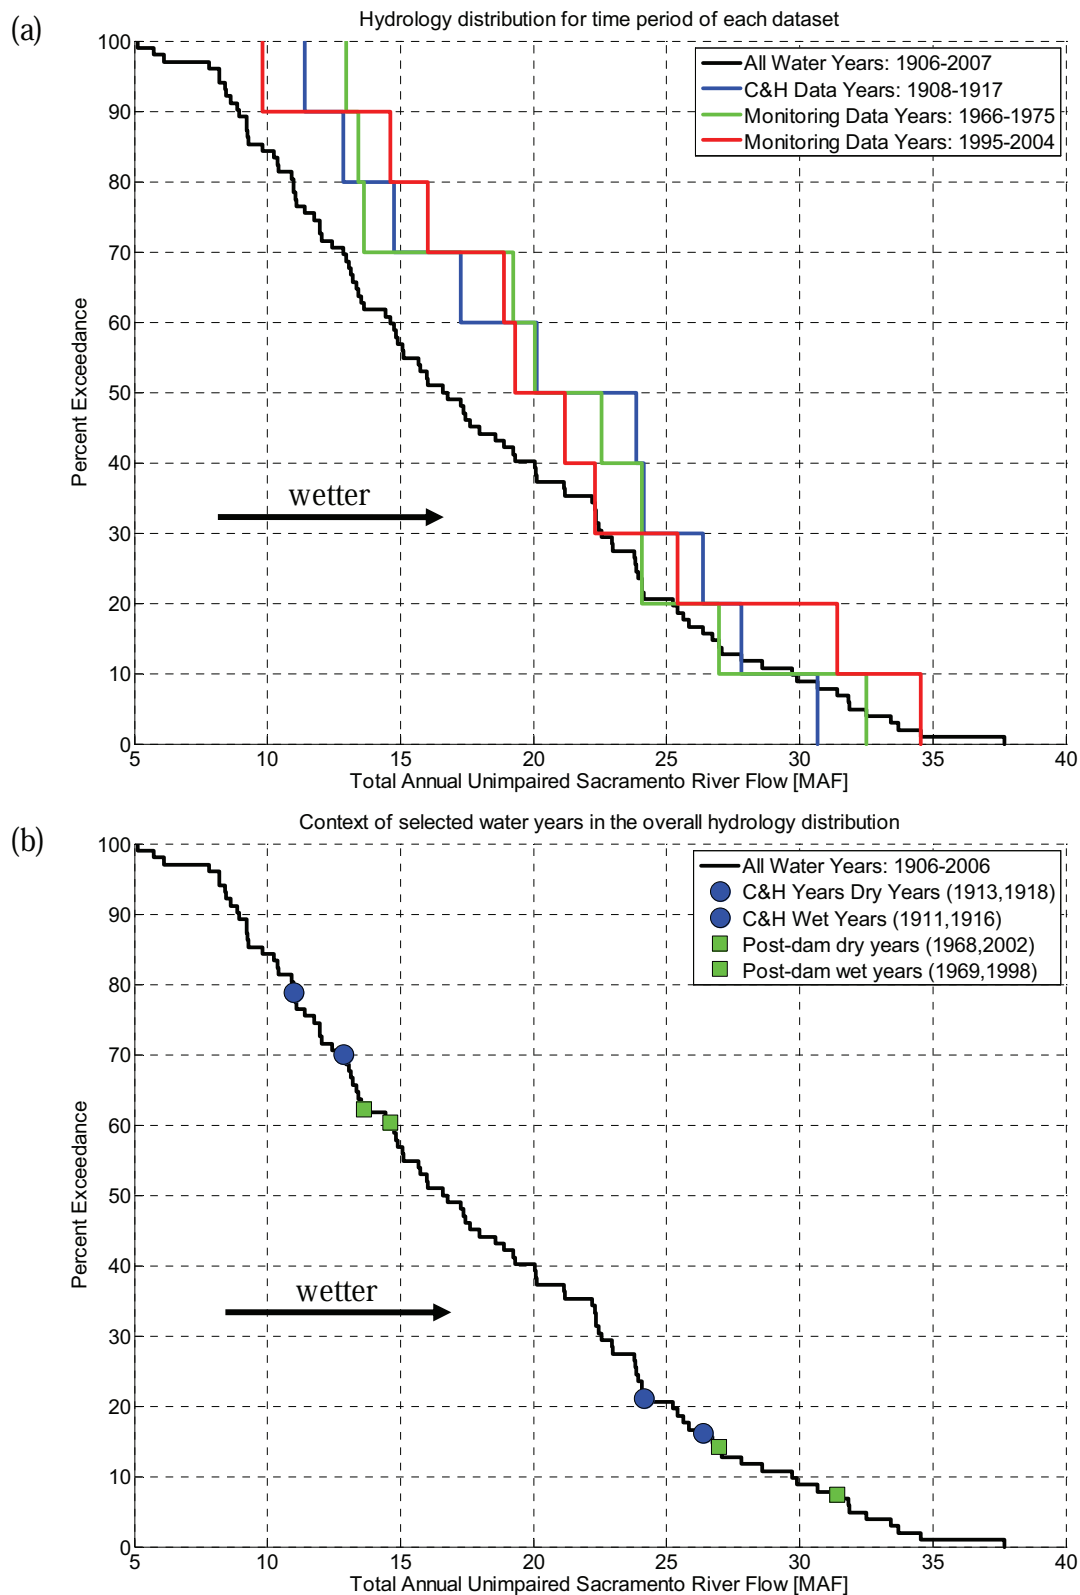 (a)
Hydrology distribution for time period of each dataset
100
90
80
70
60
50
40
30
20
10
0
Percent Exceedance
All Water Years: 1906-2007
C&H Data Years: 1908-1917
Monitoring Data Years: 1966-1975
Monitoring Data Years: 1995-2004
wetter
5 10 15 20 25 30 35 40
Total Annual Unimpaired Sacramento River Flow [MAF]
(b)
Context of selected water years in the overall hydrology distribution
100
90
80
70
60
50
40
30
20
10
0
Percent Exceedance
All Water Years: 1906-2006
C&H Years Dry Years (1913,1918)
C&H Wet Years (1911,1916)
Post-dam dry years (1968,2002)
Post-dam wet years (1969,1998)
wetter
5 10 15 20 25 30 35 40
Total Annual Unimpaired Sacramento River Flow [MAF]